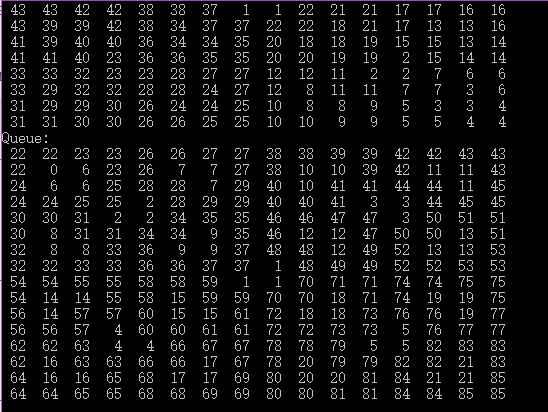 43 43 42 42 38 38 37 1 1 22 21 21 17 17 16 16
43 39 39 42 38 34 37 37 22 22 18 21 17 13 13 16
41 39 40 40 36 34 34 35 20 18 18 19 15 15 13 14
41 41 40 23 36 36 35 35 20 20 19 19 2 15 14 14
33 33 32 23 23 28 27 27 12 12 11 2 2 7 6 6
33 29 32 32 28 28 24 27 12 8 11 11 7 7 3 6
31 29 29 30 26 24 24 25 10 8 8 9 5 3 3 4
31 31 30 30 26 26 25 25 10 10 9 9 5 5 4 4
Queue:
22 22 23 23 26 26 27 27 38 38 39 39 42 42 43 43
22 0 6 23 26 7 7 27 38 10 10 39 42 11 11 43
24 6 6 25 28 28 7 29 40 10 41 41 44 44 11 45
24 24 25 25 2 28 29 29 40 40 41 3 3 44 45 45
30 30 31 2 2 34 35 35 46 46 47 47 3 50 51 51
30 8 31 31 34 34 9 35 46 12 12 47 50 50 13 51
32 8 8 33 36 9 9 37 48 48 12 49 52 13 13 53
32 32 33 33 36 36 37 37 1 48 49 49 52 52 53 53
54 54 55 55 58 58 59 1 1 70 71 71 74 74 75 75
54 14 14 55 58 15 59 59 70 70 18 71 74 19 19 75
56 14 57 57 60 15 15 61 72 18 18 73 76 76 19 77
56 56 57 4 60 60 61 61 72 72 73 73 5 76 77 77
62 62 63 4 4 66 67 67 78 78 79 5 5 82 83 83
62 16 63 63 66 66 17 67 78 20 79 79 82 82 21 83
64 16 16 65 68 17 17 69 80 20 20 81 84 21 21 85
64 64 65 65 68 68 69 69 80 80 81 81 84 84 85 85